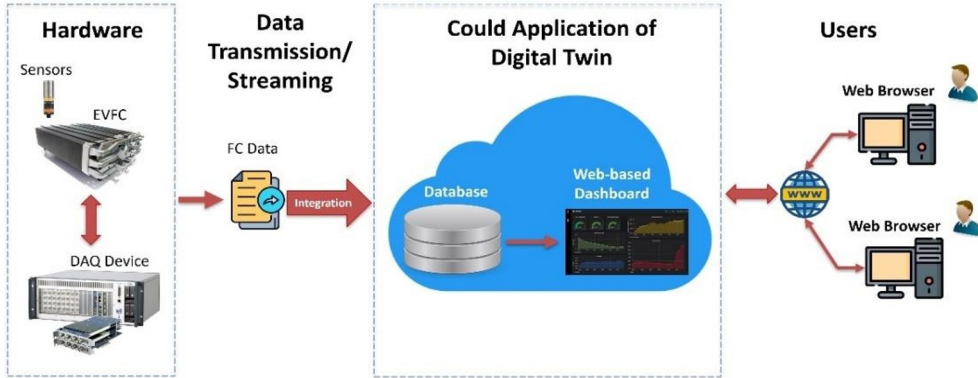 Hardware
Sensors
EVFC
DAQ Device
Data
Transmission/
Streaming
FC Data
Integration
Could Application of
Digital Twin
Database
Web-based
Dashboard
Users
Web Browser
WWW
Web Browser